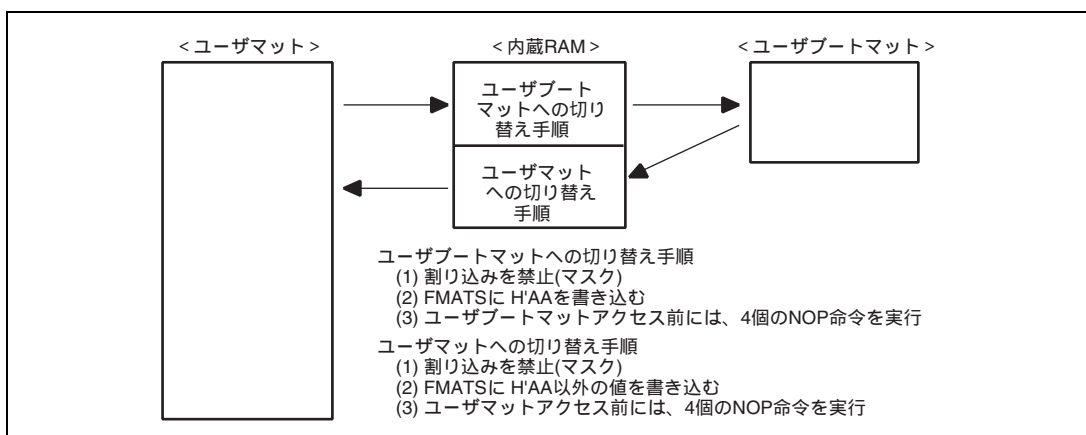 <ユーザマット>
<内蔵RAM>
<ユーザブートマット>
ユーザブート
マットへの切り
替え手順
ユーザマット
への切り替え
手順
ユーザブートマットへの切り替え手順
(1) 割り込みを禁止(マスク)
(2) FMATSに H'AAを書き込む
(3) ユーザブートマットアクセス前には、4個のNOP命令を実行
ユーザマットへの切り替え手順
(1) 割り込みを禁止(マスク)
(2) FMATSに H'AA以外の値を書き込む
(3) ユーザマットアクセス前には、4個のNOP命令を実行